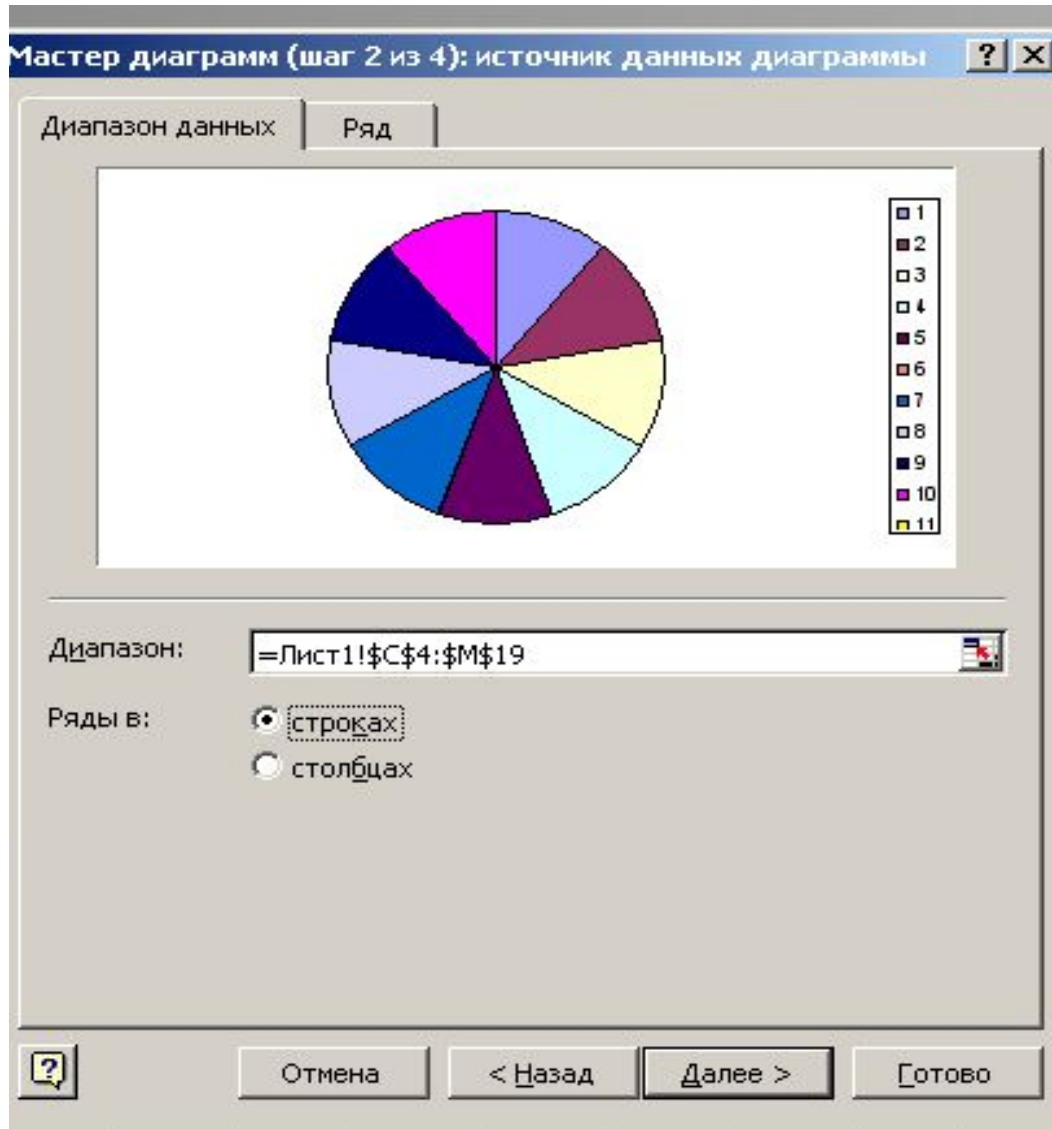 Мастер диаграмм (шаг 2 из 4): источник данных диаграммы
Диапазон данных Ряд
1
2
3
4
5
6
7
8
9
10
11
Диапазон: =Лист1!$C$4:$M$19
Ряды в: строках
столбцах
Отмена < Назад Далее > Готово